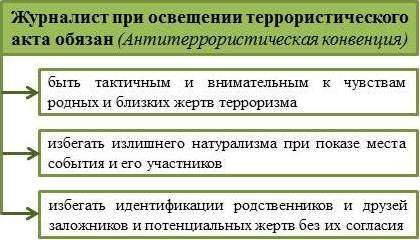 Журналист при освещении террористического
акта обязан (Антитеррористическая конвенция)
быть тактичным и внимательным к чувствам
родных и близких жертв терроризма
избегать излишнего натурализма при показе места
события и его участников
избегать идентификации родственников и друзей
заложников и потенциальных жертв без их согласия